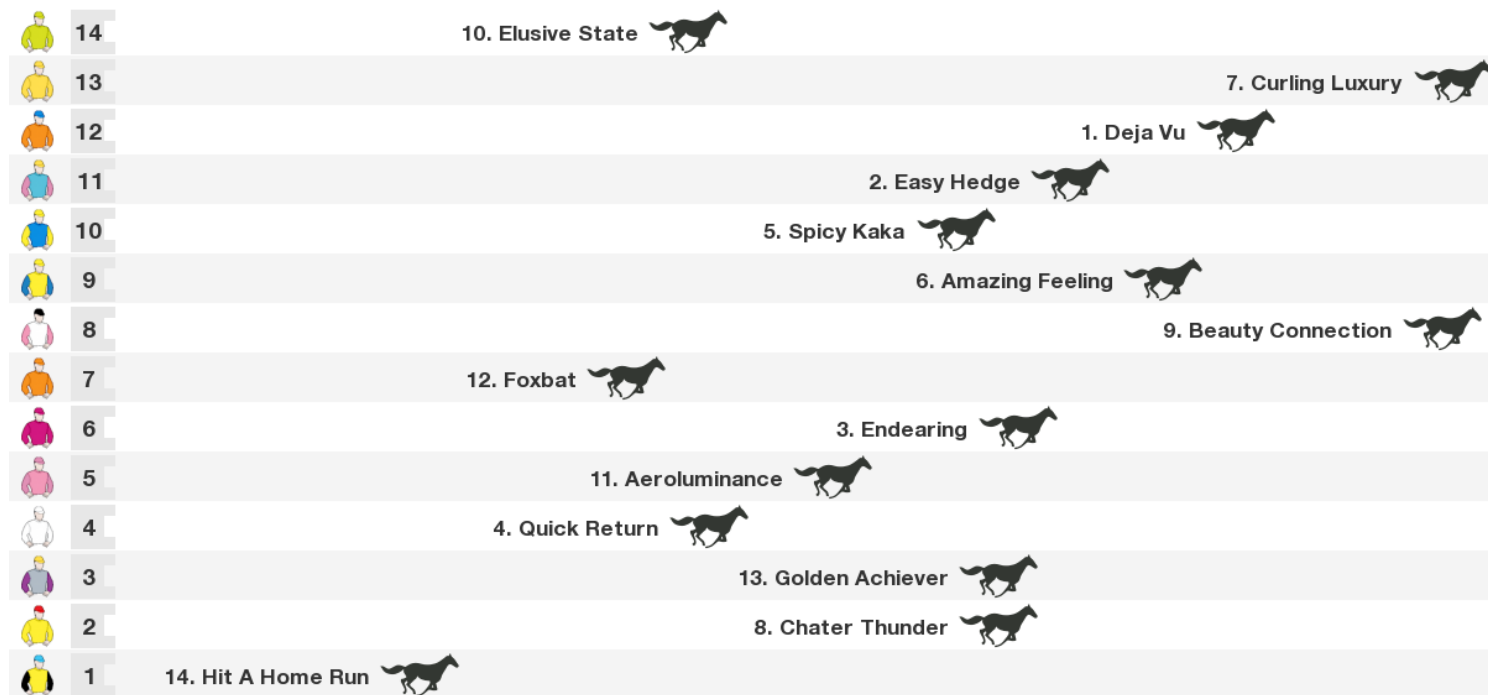 14 10. Elusive State
13 7. Curling Luxury
12 1. Deja Vu
11 2. Easy Hedge
10 5. Spicy Kaka
9 6. Amazing Feeling
8 9. Beauty Connection
7 12. Foxbat
6 3. Endearing
5 11. Aeroluminance
4 4. Quick Return
3 13. Golden Achiever
2 8. Chater Thunder
1 14. Hit A Home Run